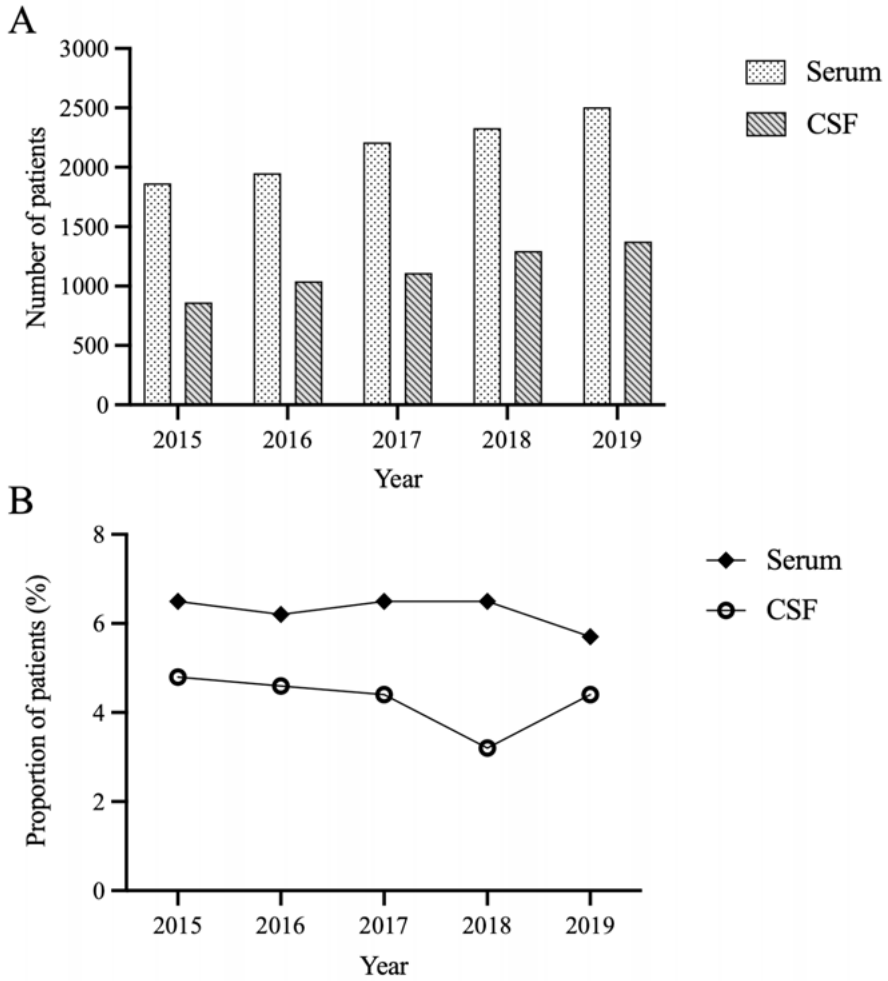 A
Number of patients
3000
2500
2000
1500
1000
500
0
2015 2016 2017 2018 2019
Year
Serum
CSF
B
Proportion of patients (%)
8
6
4
2
0
2015 2016 2017 2018 2019
Year
Serum
CSF